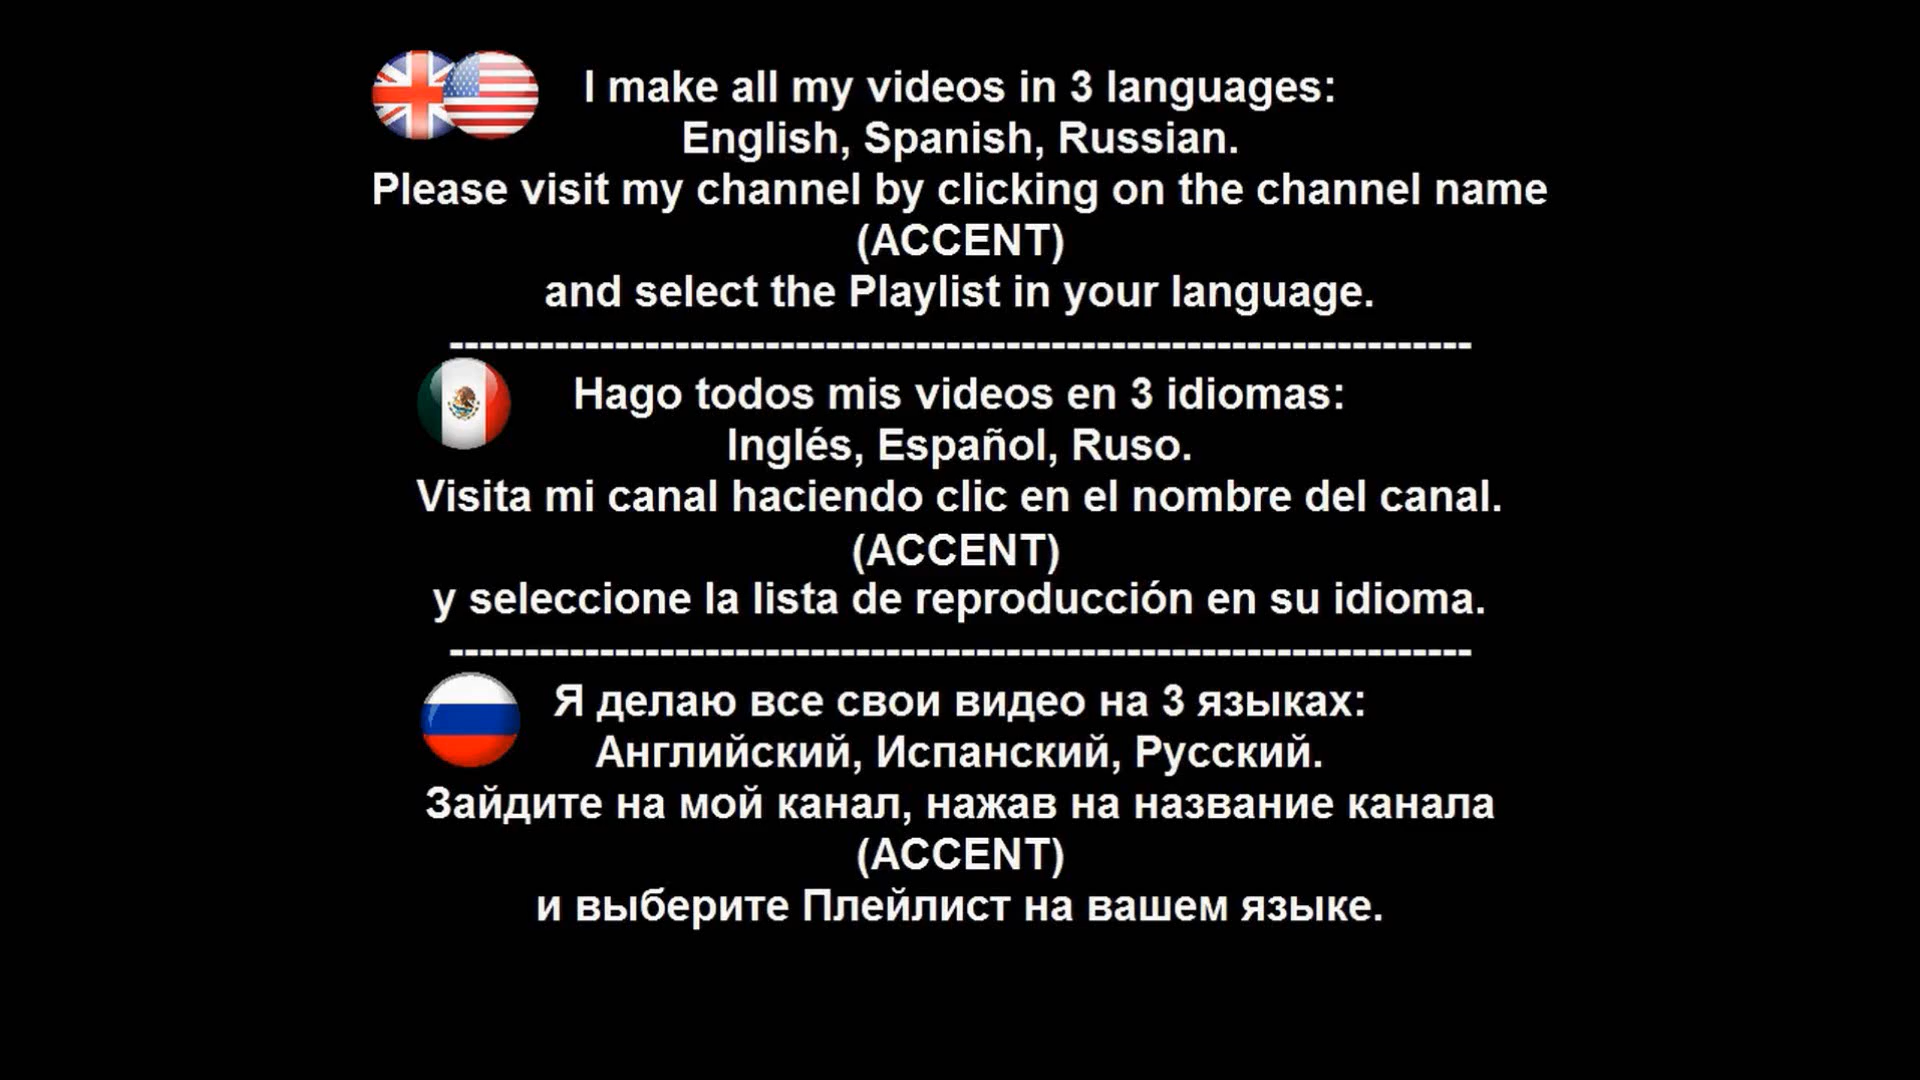 I make all my videos in 3 languages:
English, Spanish, Russian.
Please visit my channel by clicking on the channel name
(ACCENT)
and select the Playlist in your language.
--------------------------------------------------------------------
Hago todos mis videos en 3 idiomas:
Inglés, Español, Ruso.
Visita mi canal haciendo clic en el nombre del canal.
(ACCENT)
y seleccione la lista de reproducción en su idioma.
--------------------------------------------------------------------
Я делаю все свои видео на 3 языках:
Английский, Испанский, Русский.
Зайдите на мой канал, нажав на название канала
(ACCENT)
и выберите Плейлист на вашем языке.